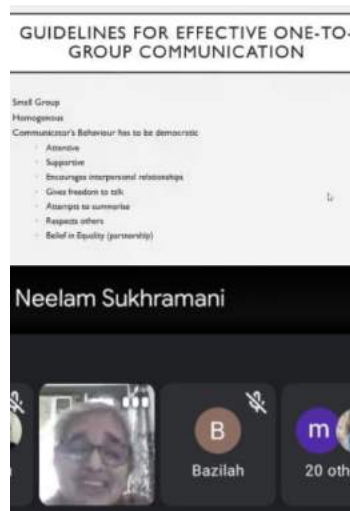 GUIDELINES FOR EFFECTIVE ONE-TO-
GROUP COMMUNICATION
Small Group
Homogenous
Communicator's Behaviour has to be democratic
Attentive
Supportive
Encourages interpersonal relationships
Gives freedom to talk
Attempts to summarise
Respects others
Belief in Equality (partnership)
Neelam Sukhramani
B
m
Bazilah
20 oth